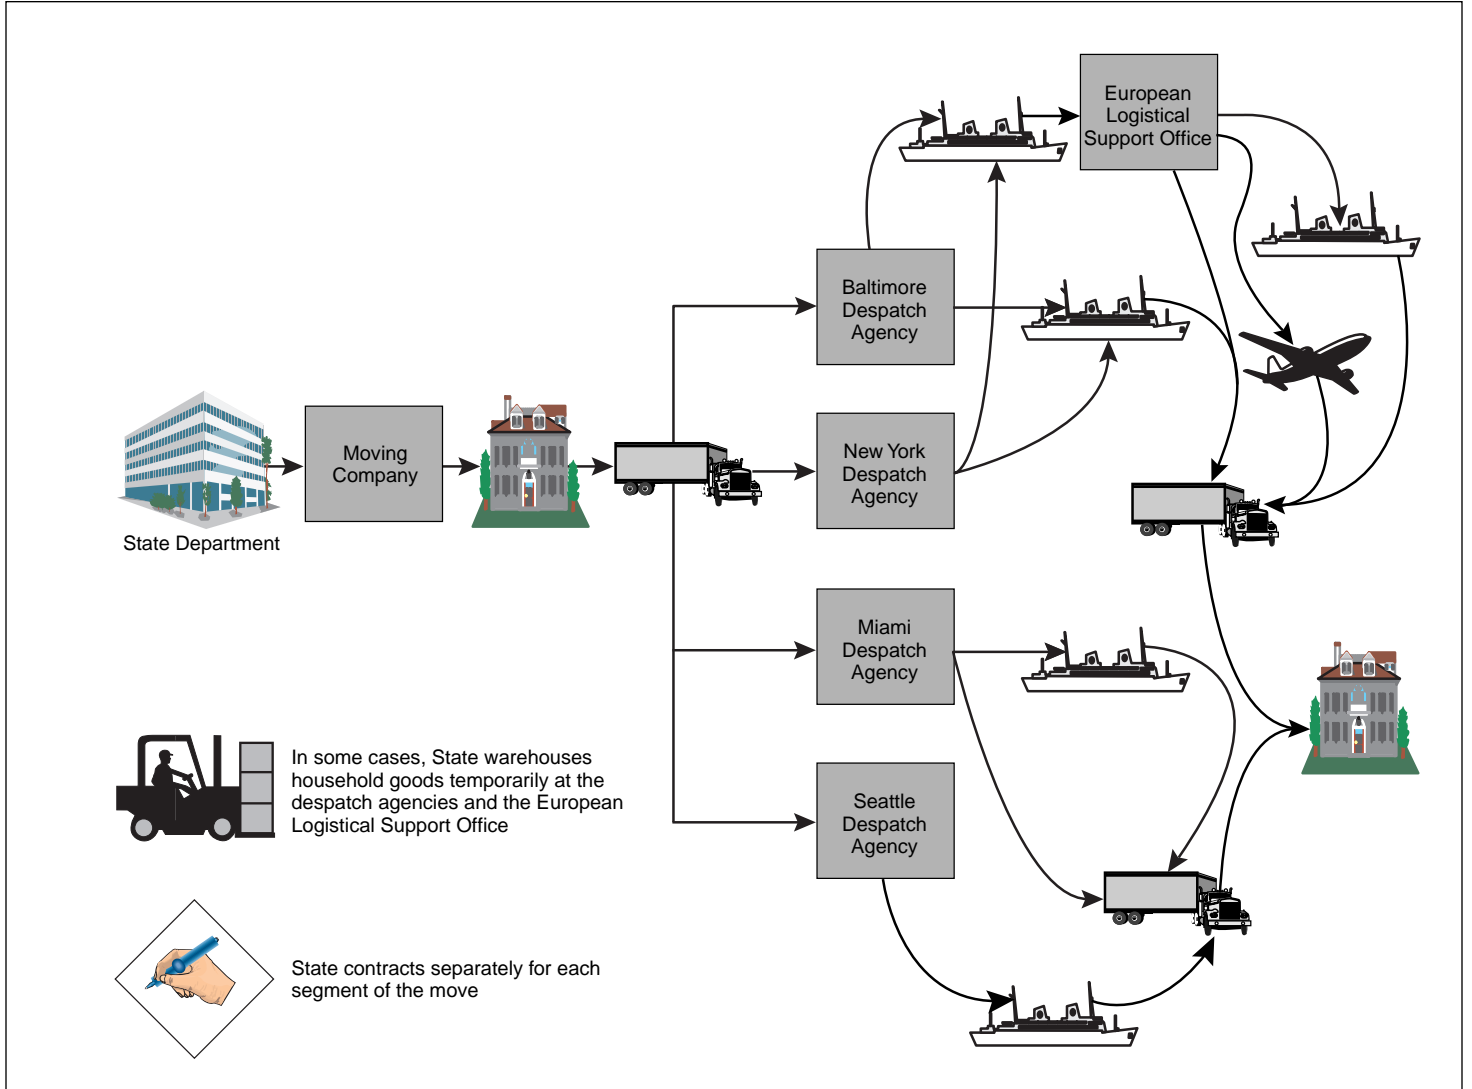 European
Logistical
Support Office
Baltimore
Despatch
Agency
Moving
Company
New York
Despatch
Agency
State Department
Miami
Despatch
Agency
In some cases, State warehouses
household goods temporarily at the
despatch agencies and the European
Logistical Support Office
Seattle
Despatch
Agency
State contracts separately for each
segment of the move